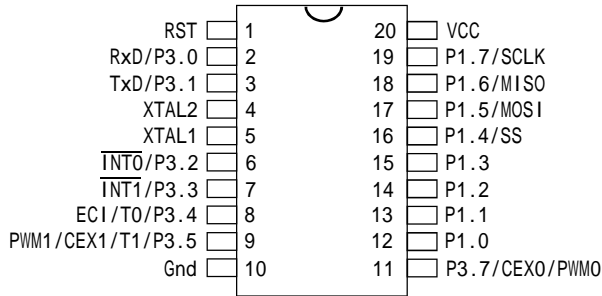 RST 1 20 VCC
RxD/P3.0 2 19 P1.7/SCLK
TxD/P3.1 3 18 P1.6/MISO
XTAL2 4 17 P1.5/MOSI
XTAL1 5 16 P1.4/SS
INT0/P3.2 6 15 P1.3
INT1/P3.3 7 14 P1.2
ECI/T0/P3.4 8 13 P1.1
PWM1/CEX1/T1/P3.5 9 12 P1.0
Gnd 10 11 P3.7/CEX0/PWM0